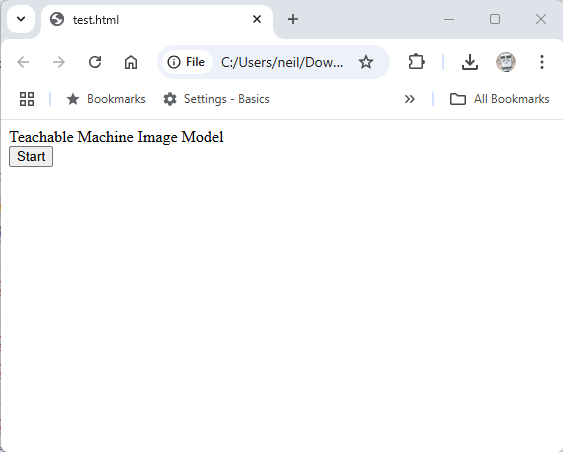 test.html
File C:/Users/neil/Dow...
Bookmarks Settings - Basics All Bookmarks
Teachable Machine Image Model
Start